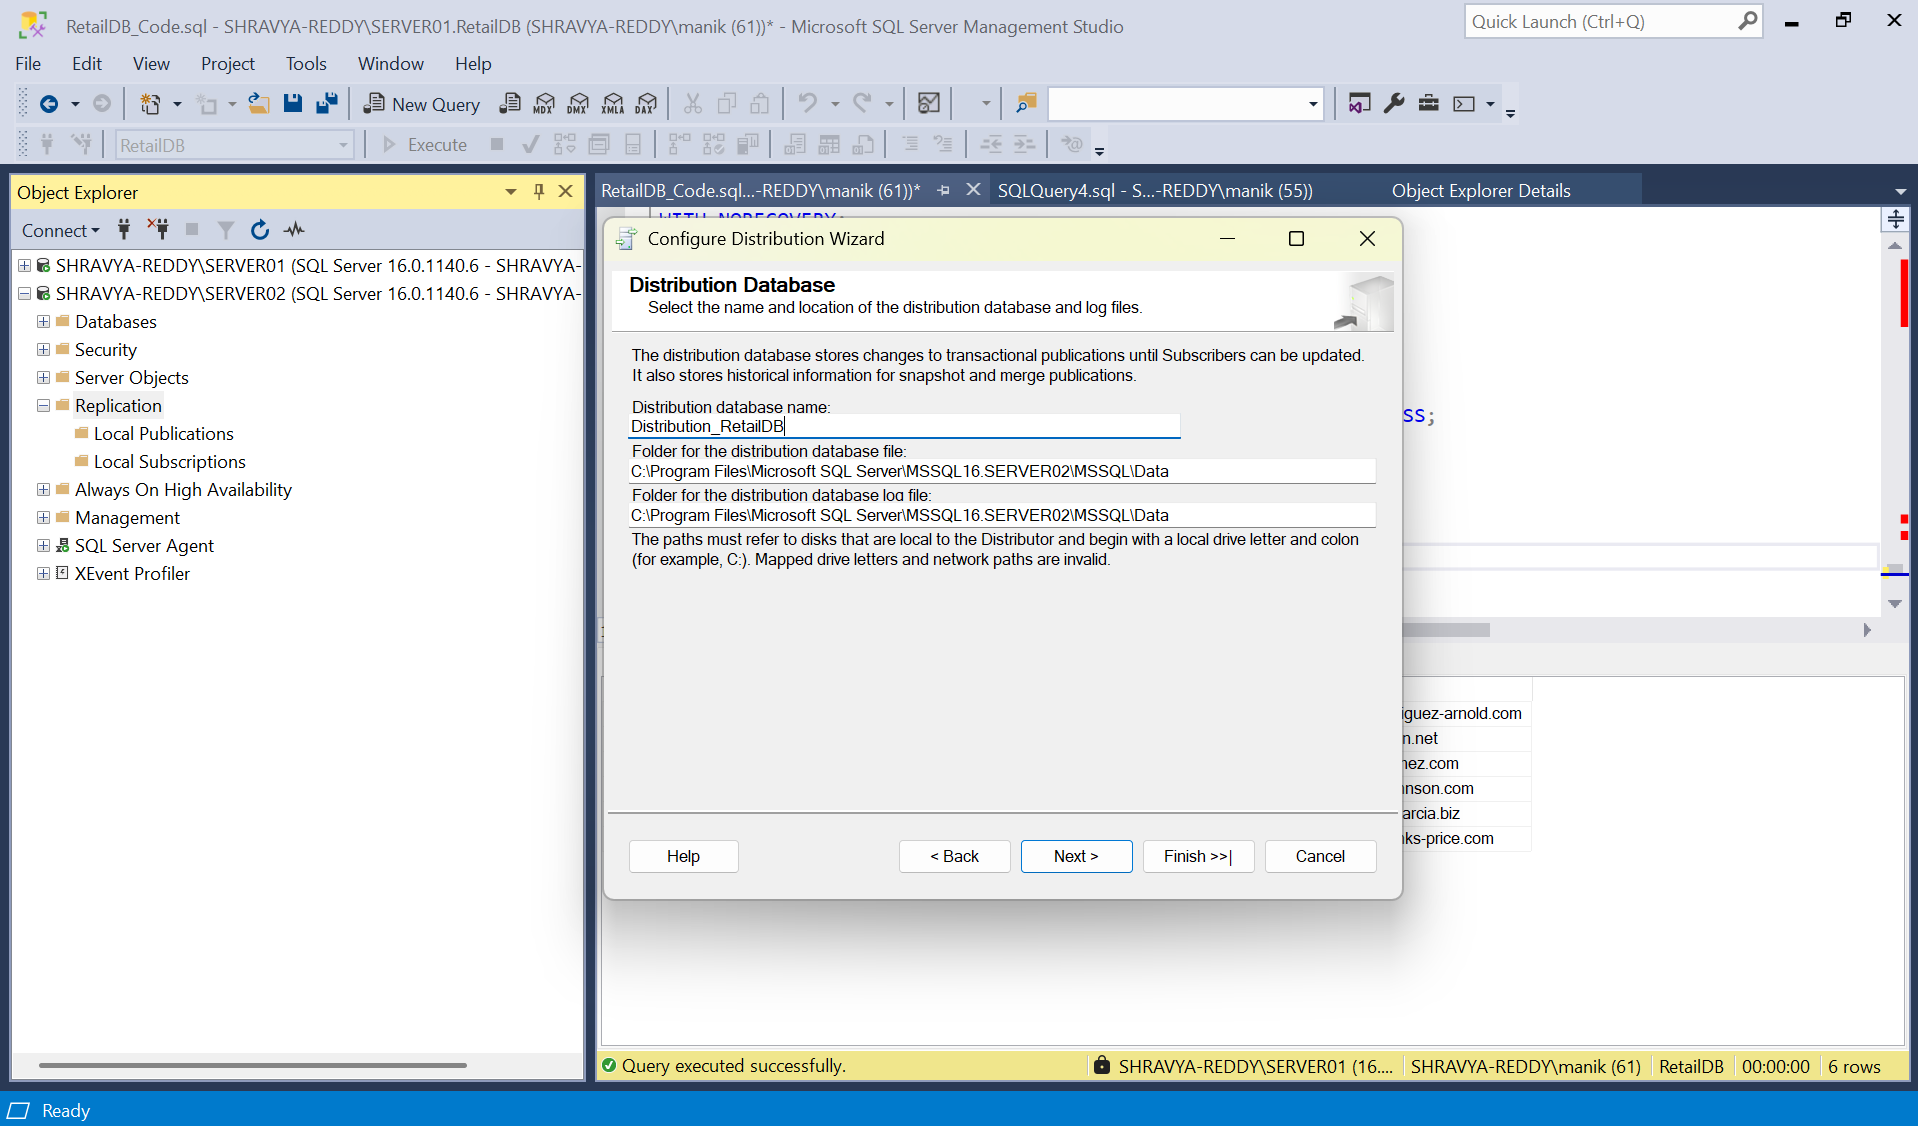 RetailDB_Code.sql - SHRAVYA-REDDY\SERVER01.RetailDB (SHRAVYA-REDDY\manik (61))* - Microsoft SQL Server Management Studio
Quick Launch (Ctrl+Q)
File Edit View Project Tools Window Help
New Query MDX DMX XMLA DAX
RetailDB Execute
Object Explorer
Connect
SHRAVYA-REDDY\SERVER01 (SQL Server 16.0.1140.6 - SHRAVYA-
SHRAVYA-REDDY\SERVER02 (SQL Server 16.0.1140.6 - SHRAVYA-
Databases
Security
Server Objects
Replication
Local Publications
Local Subscriptions
Always On High Availability
Management
SQL Server Agent
XEvent Profiler
RetailDB_Code.sql...-REDDY\manik (61))* SQLQuery4.sql - S...-REDDY\manik (55)) Object Explorer Details
WITH NORECOVERY;
Configure Distribution Wizard
Distribution Database
Select the name and location of the distribution database and log files.
The distribution database stores changes to transactional publications until Subscribers can be updated.
It also stores historical information for snapshot and merge publications.
Distribution database name:
Distribution_RetailDB
Folder for the distribution database file:
C:\Program Files\Microsoft SQL Server\MSSQL16.SERVER02\MSSQL\Data
Folder for the distribution database log file:
C:\Program Files\Microsoft SQL Server\MSSQL16.SERVER02\MSSQL\Data
The paths must refer to disks that are local to the Distributor and begin with a local drive letter and colon
(for example, C:). Mapped drive letters and network paths are invalid.
Help < Back Next > Finish >>| Cancel
ss;
iguez-arnold.com
n.net
nez.com
nnson.com
arcia.biz
nks-price.com
Query executed successfully. SHRAVYA-REDDY\SERVER01 (16.... SHRAVYA-REDDY\manik (61) RetailDB 00:00:00 6 rows
Ready